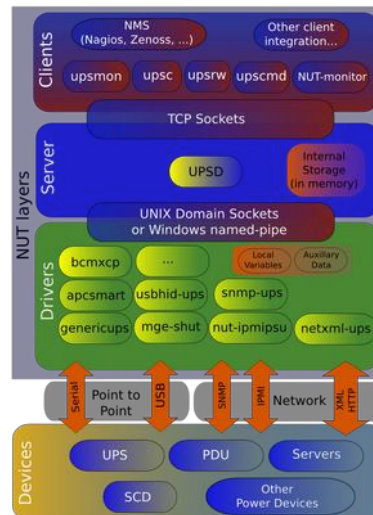 NUT layers
Clients
NMS
(Nagios, Zenoss, ...)
Other client
integration...
upsmon
upsc
upsrw
upscmd
NUT-monitor
TCP Sockets
Server
UPSD
Internal
Storage
(in memory)
UNIX Domain Sockets
or Windows named-pipe
Drivers
bcmxcp
...
Local
Variables
Auxillary
Data
apcsmart
usbhid-ups
snmp-ups
genericups
mge-shut
nut-ipmipsu
netxml-ups
Serial
Point to
Point
USB
SNMP
IPMI
Network
XML
HTTP
Devices
UPS
PDU
Servers
SCD
Other
Power Devices